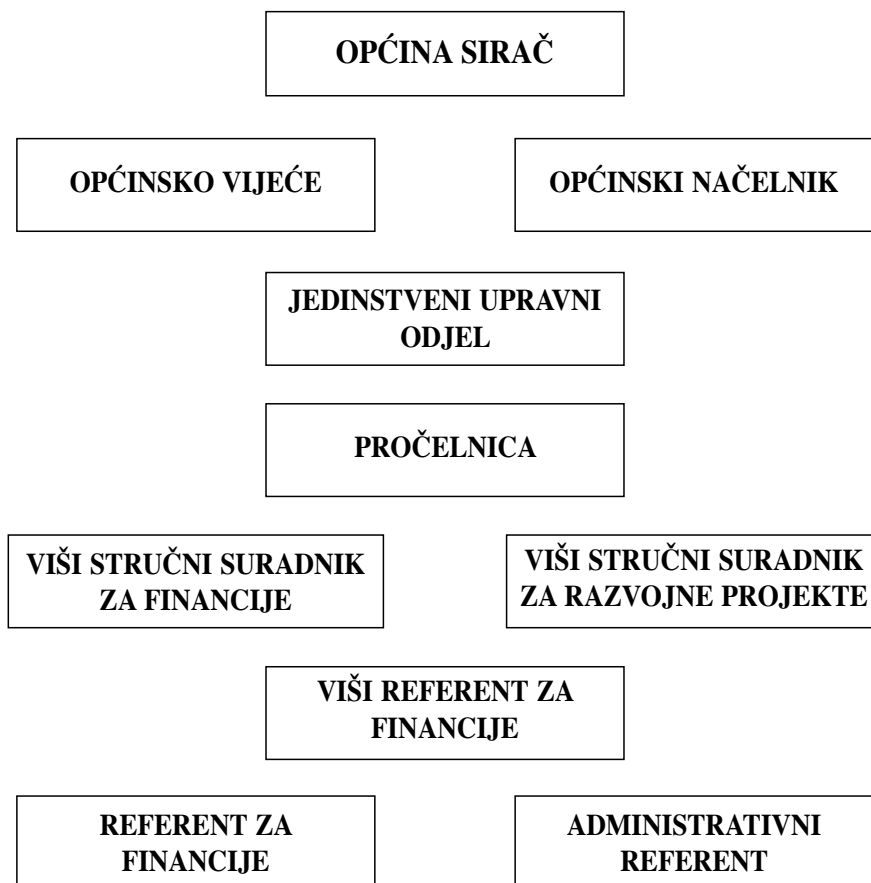 OPĆINA SIRAČ
OPĆINSKO VIJEĆE
OPĆINSKI NAČELNIK
JEDINSTVENI UPRAVNI
ODJEL
PROČELNICA
VIŠI STRUČNI SURADNIK
ZA FINANCIJE
VIŠI STRUČNI SURADNIK
ZA RAZVOJNE PROJEKTE
VIŠI REFERENT ZA
FINANCIJE
REFERENT ZA
FINANCIJE
ADMINISTRATIVNI
REFERENT